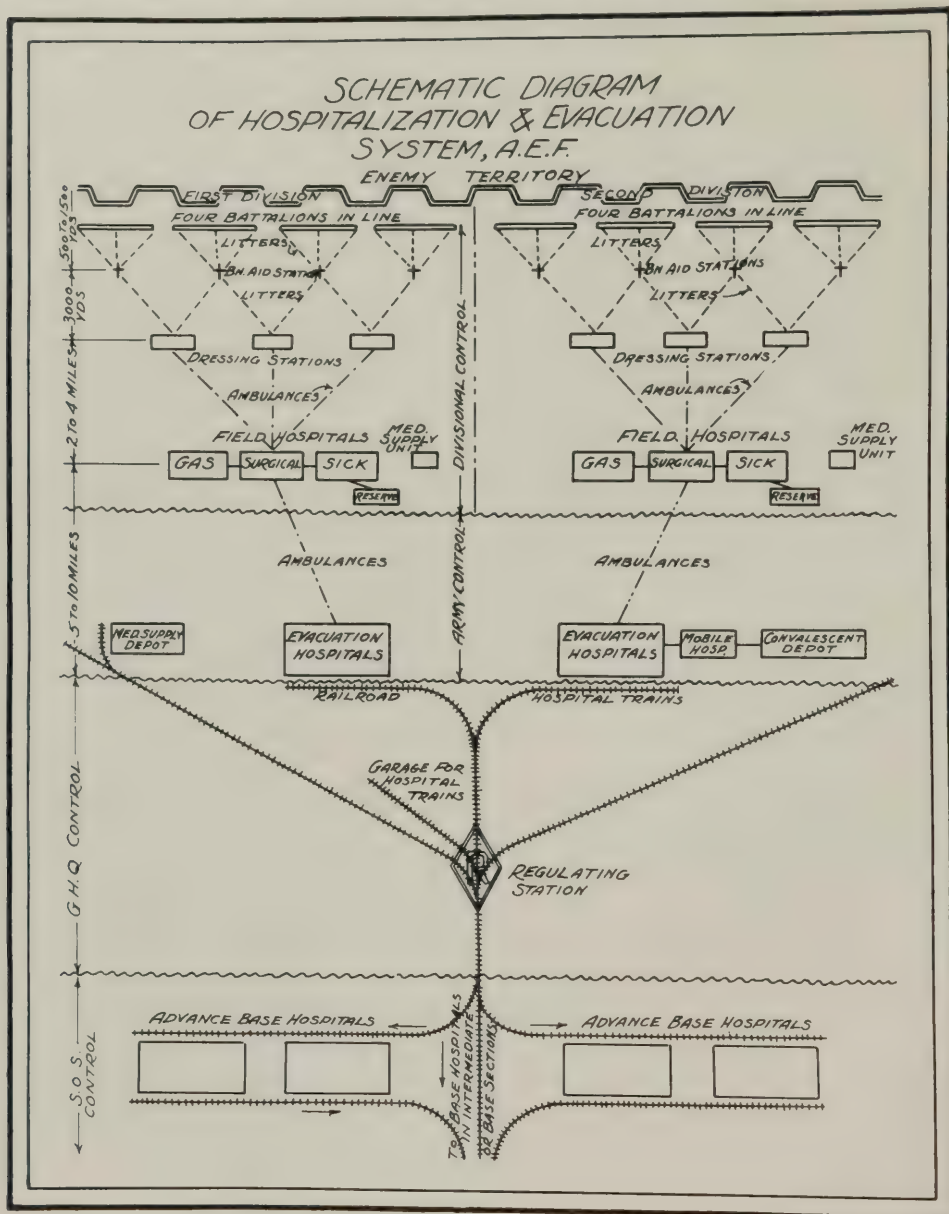 SCHEMATIC DIAGRAM
OF HOSPITALIZATION & EVACUATION
SYSTEM, A.E.F.
ENEMY TERRITORY
FIRST DIVISION
SECOND DIVISION
FOUR BATTALIONS IN LINE
FOUR BATTALIONS IN LINE
500 TO 1500
YDS
LITTERS
LITTERS
BN. AID STATION
BN AID STATIONS
3000
YDS
LITTERS
LITTERS
DRESSING STATIONS
DRESSING STATIONS
2 TO 4 MILES
AMBULANCES
AMBULANCES
DIVISIONAL CONTROL
FIELD HOSPITALS
MED.
SUPPLY
UNIT
FIELD HOSPITALS
MED.
SUPPLY
UNIT
GAS
SURGICAL
SICK
RESERVE
GAS
SURGICAL
SICK
RESERVE
5 TO 10 MILES
AMBULANCES
AMBULANCES
ARMY CONTROL
MED. SUPPLY
DEPOT
EVACUATION
HOSPITALS
EVACUATION
HOSPITALS
MOBILE
HOSP.
CONVALESCENT
DEPOT
RAILROAD
HOSPITAL TRAINS
GARAGE FOR
HOSPITAL
TRAINS
G.H.Q CONTROL
R
REGULATING
STATION
S.O.S.
CONTROL
ADVANCE BASE HOSPITALS
ADVANCE BASE HOSPITALS
TO BASE HOSPITALS
IN INTERMEDIATE
OR BASE SECTIONS